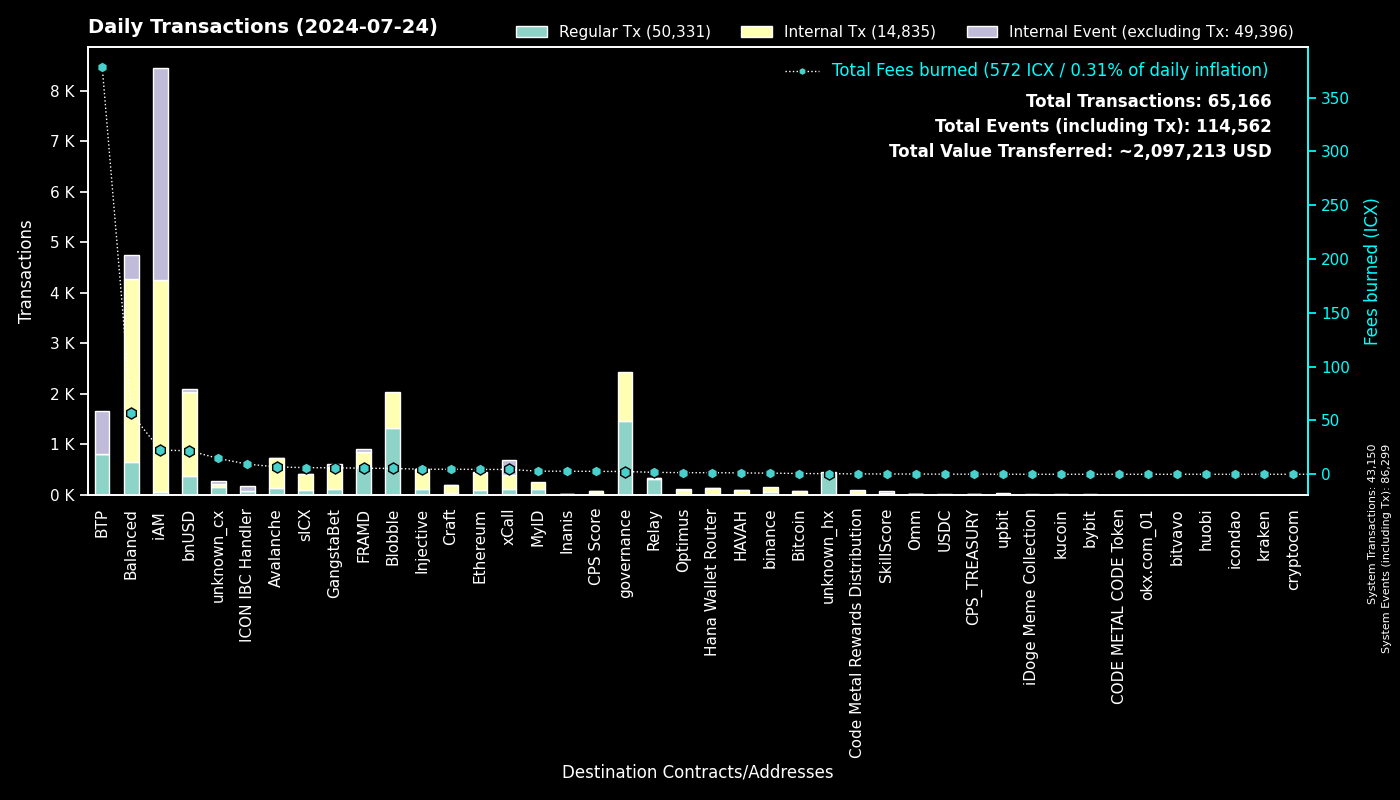 Daily Transactions (2024-07-24)
Regular Tx (50,331)
Internal Tx (14,835)
Internal Event (excluding Tx: 49,396)
Total Fees burned (572 ICX / 0.31% of daily inflation)
Total Transactions: 65,166
Total Events (including Tx): 114,562
Total Value Transferred: ~2,097,213 USD
Transactions
8 K
7 K
6 K
5 K
4 K
3 K
2 K
1 K
0 K
350
300
250
200
150
100
50
0
Fees burned (ICX)
System Transactions: 43,150
System Events (including Tx): 86,299
BTP
Balanced
iAM
bnUSD
unknown_cx
ICON IBC Handler
Avalanche
sICX
GangstaBet
FRAMD
Blobble
Injective
Craft
Ethereum
xCall
MyID
Inanis
CPS Score
governance
Relay
Optimus
Hana Wallet Router
HAVAH
binance
Bitcoin
unknown_hx
Code Metal Rewards Distribution
SkillScore
Omm
USDC
CPS_TREASURY
upbit
iDoge Meme Collection
kucoin
bybit
CODE METAL CODE Token
okx.com_01
bitvavo
huobi
icondao
kraken
cryptocom
Destination Contracts/Addresses